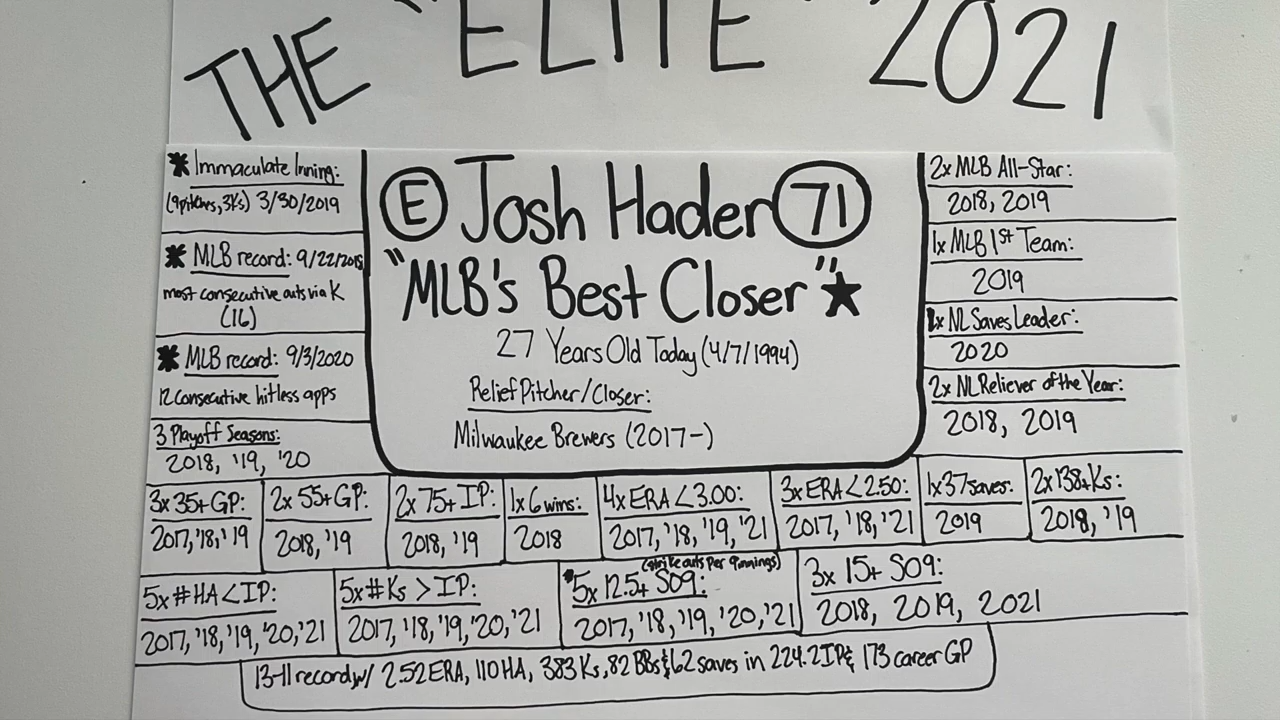 THE "ELITE" 2021
★ Immaculate Inning:
(9pitches, 3Ks) 3/30/2019
★ MLB record: 9/22/2018
most consecutive outs via K
(16)
★ MLB record: 9/3/2020
12 consecutive hitless apps
3 Playoff Seasons:
2018, '19, '20
E Josh Hader 71
"MLB's Best Closer" ★
27 Years Old Today (4/7/1994)
Relief Pitcher/Closer:
Milwaukee Brewers (2017-)
2x MLB All-Star:
2018, 2019
1x MLB 1st Team:
2019
1x NL Saves Leader:
2020
2x NL Reliever of the Year:
2018, 2019
3x 35+ GP:
2017, '18, '19
2x 55+ GP:
2018, '19
2x 75+ IP:
2018, '19
1x 6 wins:
2018
4x ERA < 3.00:
2017, '18, '19, '21
3x ERA < 2.50:
2017, '18, '21
1x 37 saves:
2019
2x 138+ Ks:
2018, '19
5x #HA < IP:
2017, '18, '19, '20, '21
5x #Ks > IP:
2017, '18, '19, '20, '21
(strikeouts per 9innings)
*5x 12.5+ SO9:
2017, '18, '19, '20, '21
3x 15+ SO9:
2018, 2019, 2021
13-11 record w/ 2.52 ERA, 110 HA, 383 Ks, 82 BBs & 62 saves in 224.2 IP & 173 career GP